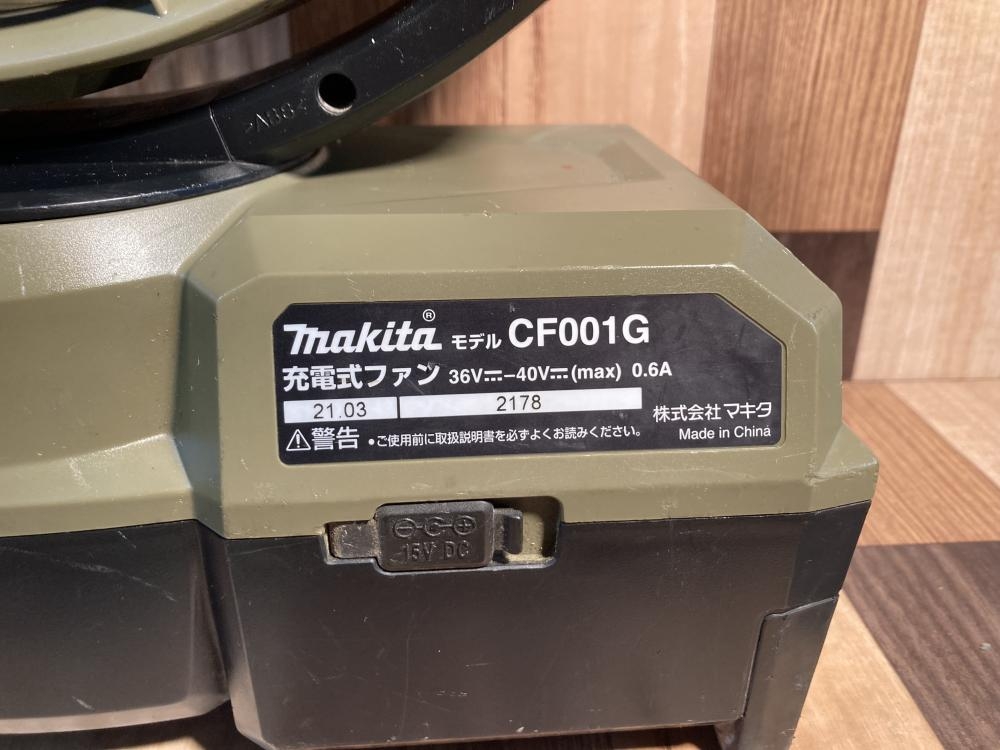 makita® モデル CF001G
充電式ファン 36V⎓-40V⎓(max) 0.6A
21.03 2178
株式会社マキタ
⚠警告 •ご使用前に取扱説明書を必ずよくお読みください。
Made in China
15V DC